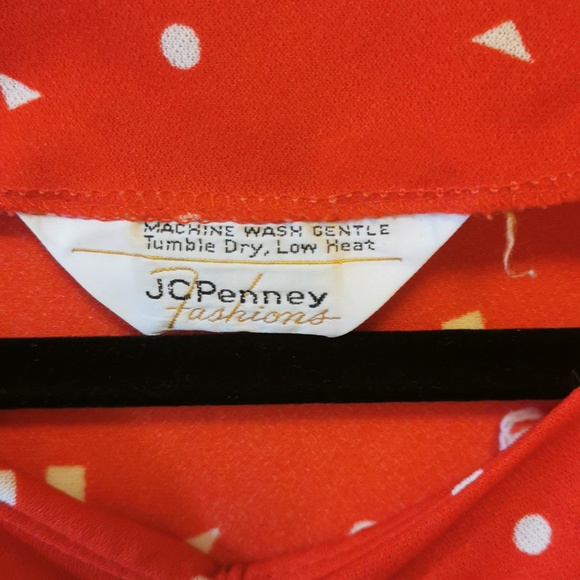 MACHINE WASH GENTLE
Tumble Dry, Low Heat
JCPenney
Fashions